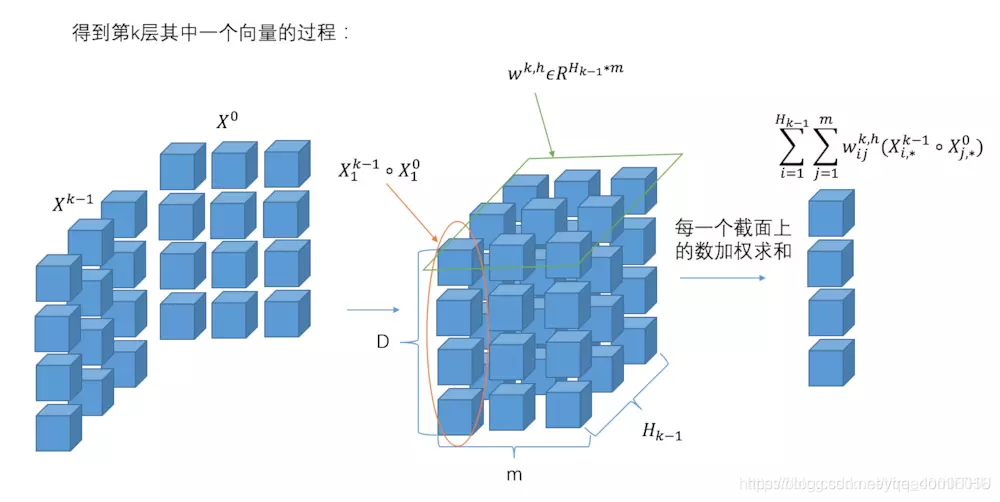 得到第k层其中一个向量的过程：
w^{k,h} ϵ R^{H_{k-1}*m}
X^0
\sum_{i=1}^{H_{k-1}} \sum_{j=1}^{m} w_{ij}^{k,h} (X_{i,*}^{k-1} ∘ X_{j,*}^0)
X_1^{k-1} ∘ X_1^0
X^{k-1}
每一个截面上
的数加权求和
D
H_{k-1}
m